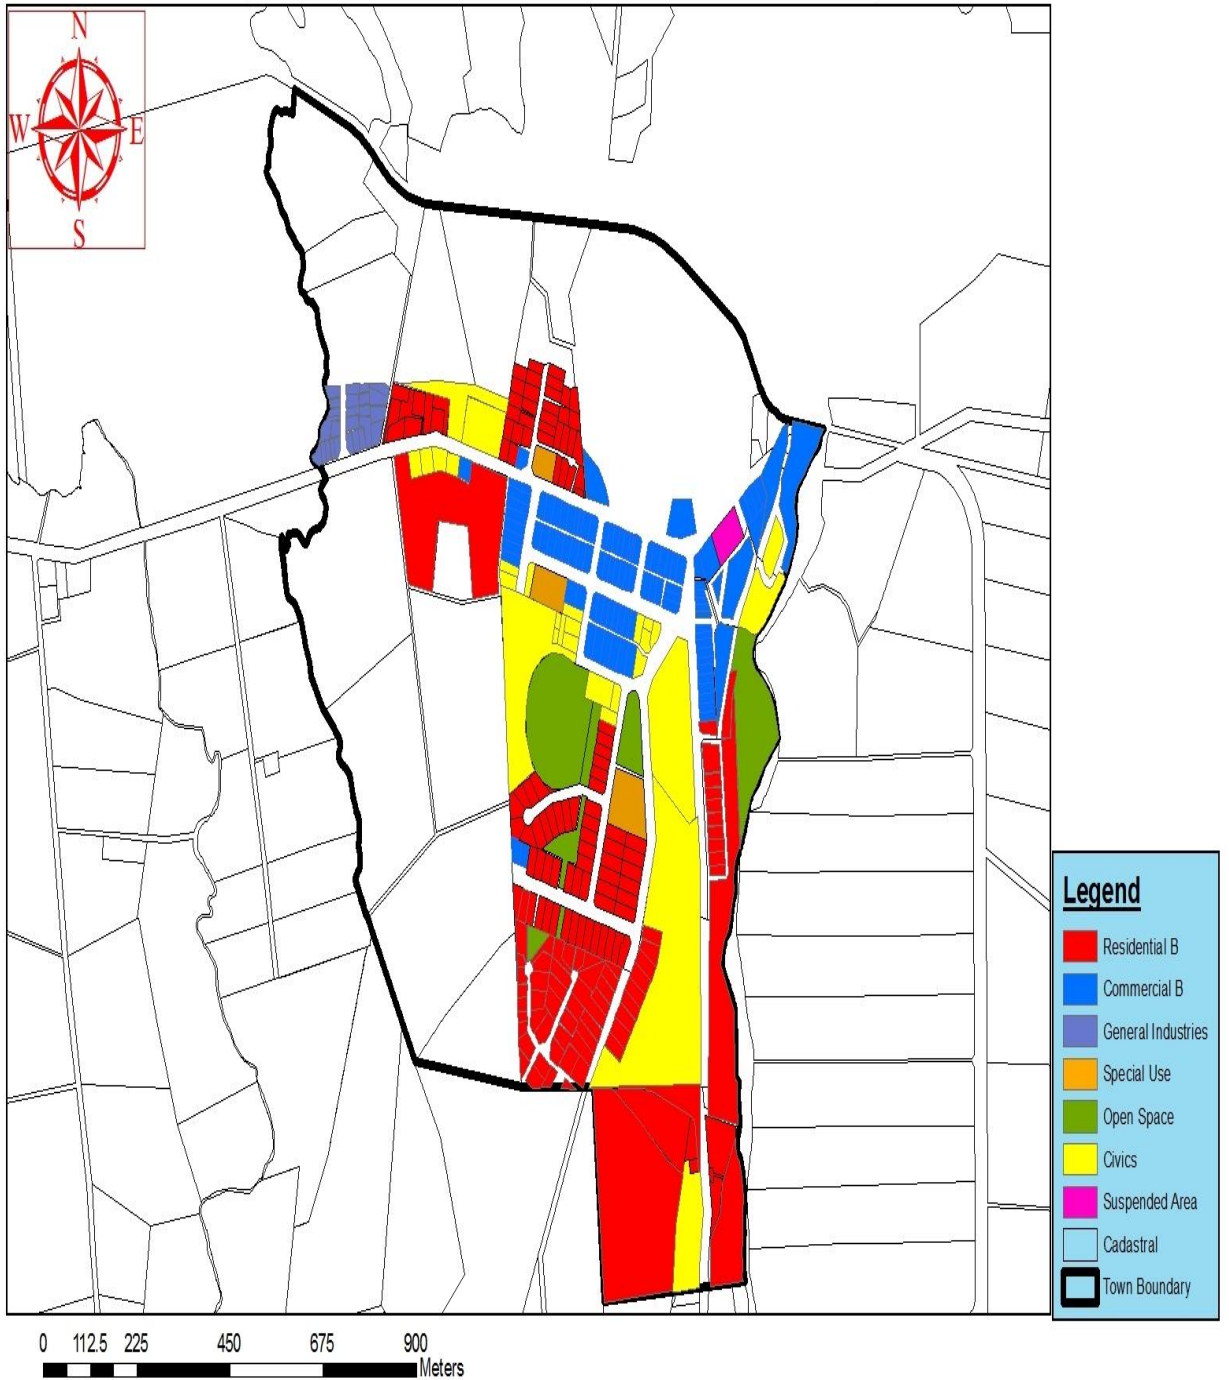 N
W E
S
Legend
Residential B
Commercial B
General Industries
Special Use
Open Space
Civics
Suspended Area
Cadastral
Town Boundary
0 112.5 225 450 675 900
Meters